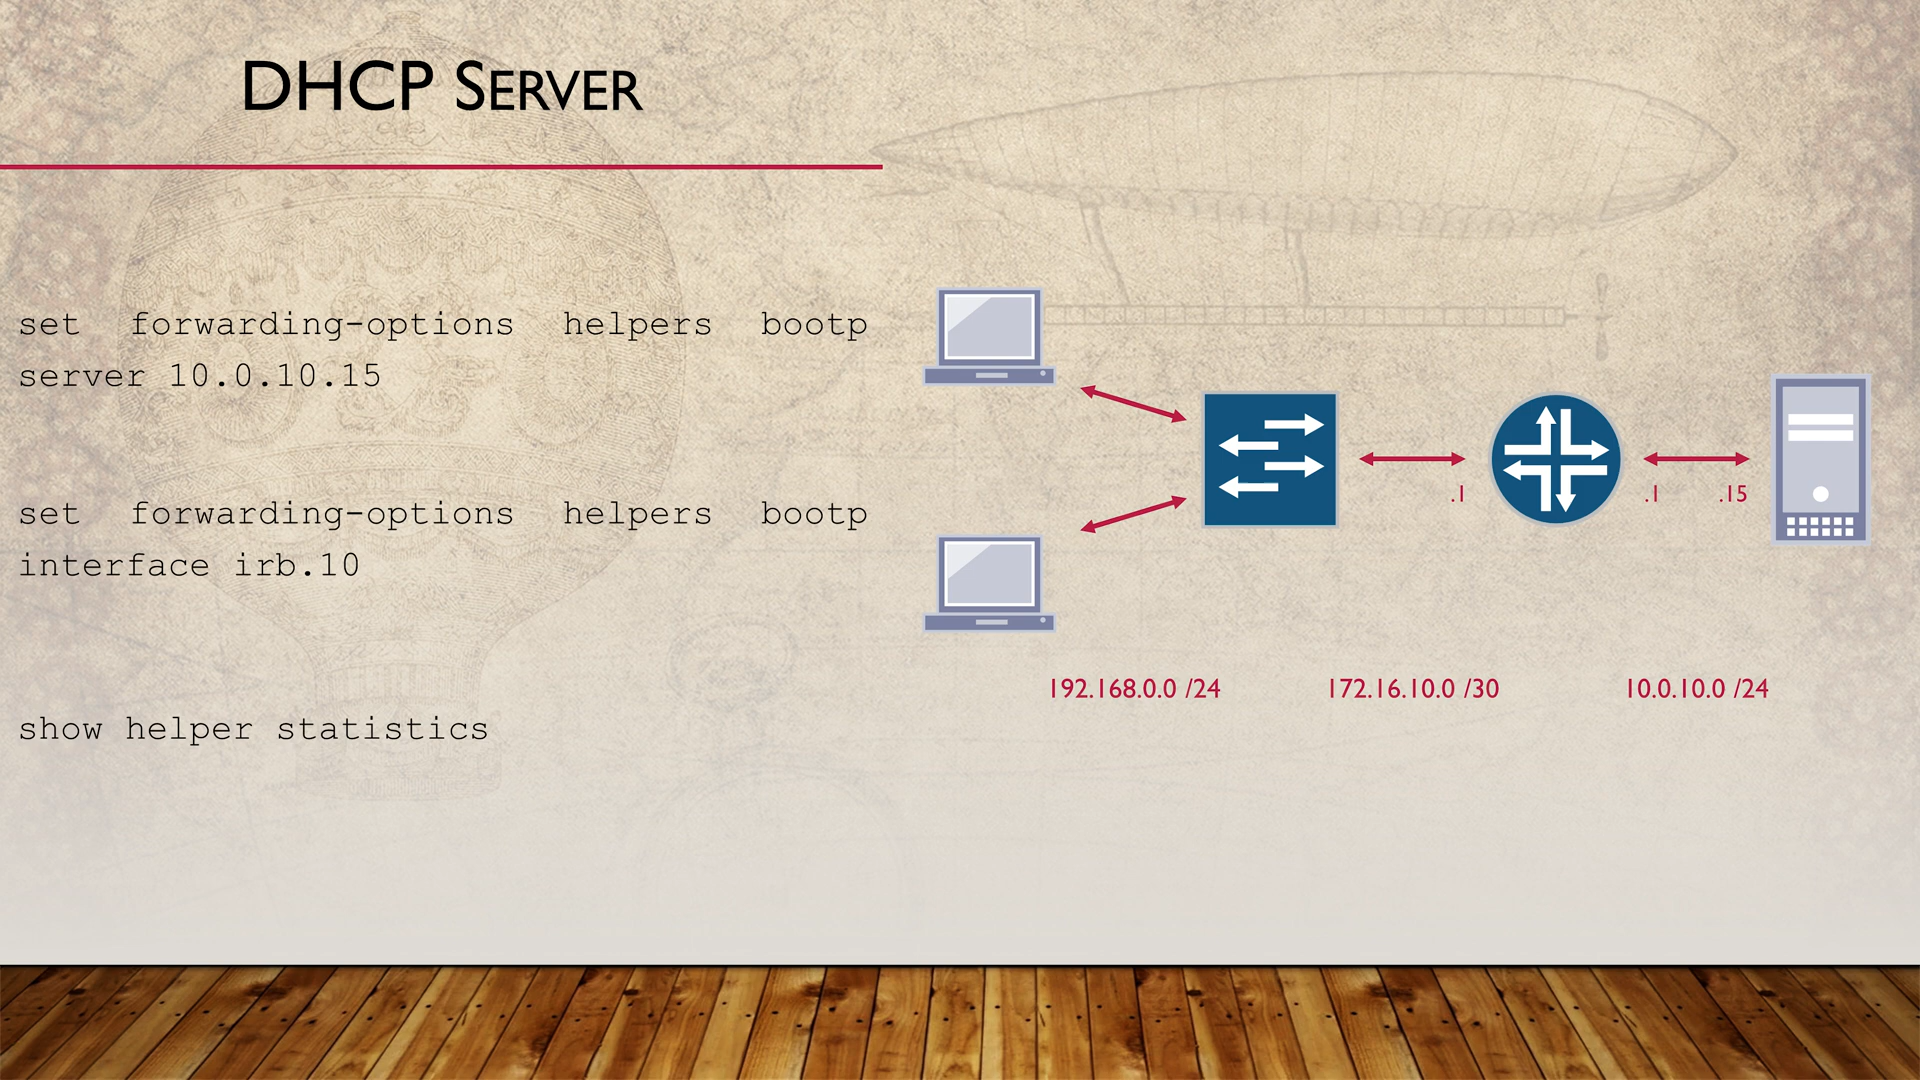 DHCP Server
set forwarding-options helpers bootp
server 10.0.10.15
set forwarding-options helpers bootp
interface irb.10
show helper statistics
.1
.1
.15
192.168.0.0 /24
172.16.10.0 /30
10.0.10.0 /24